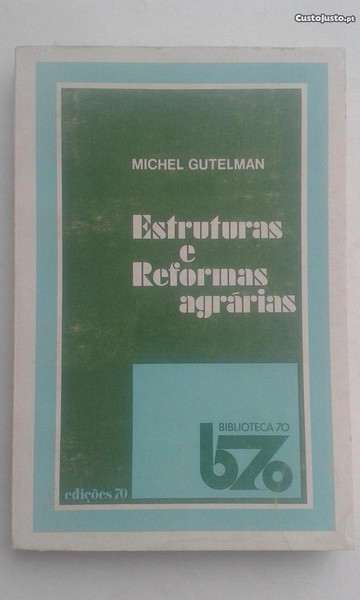 CustoJusto.pt
MICHEL GUTELMAN
Estruturas
e
Reformas
agrárias
BIBLIOTECA 70
b70
edições 70